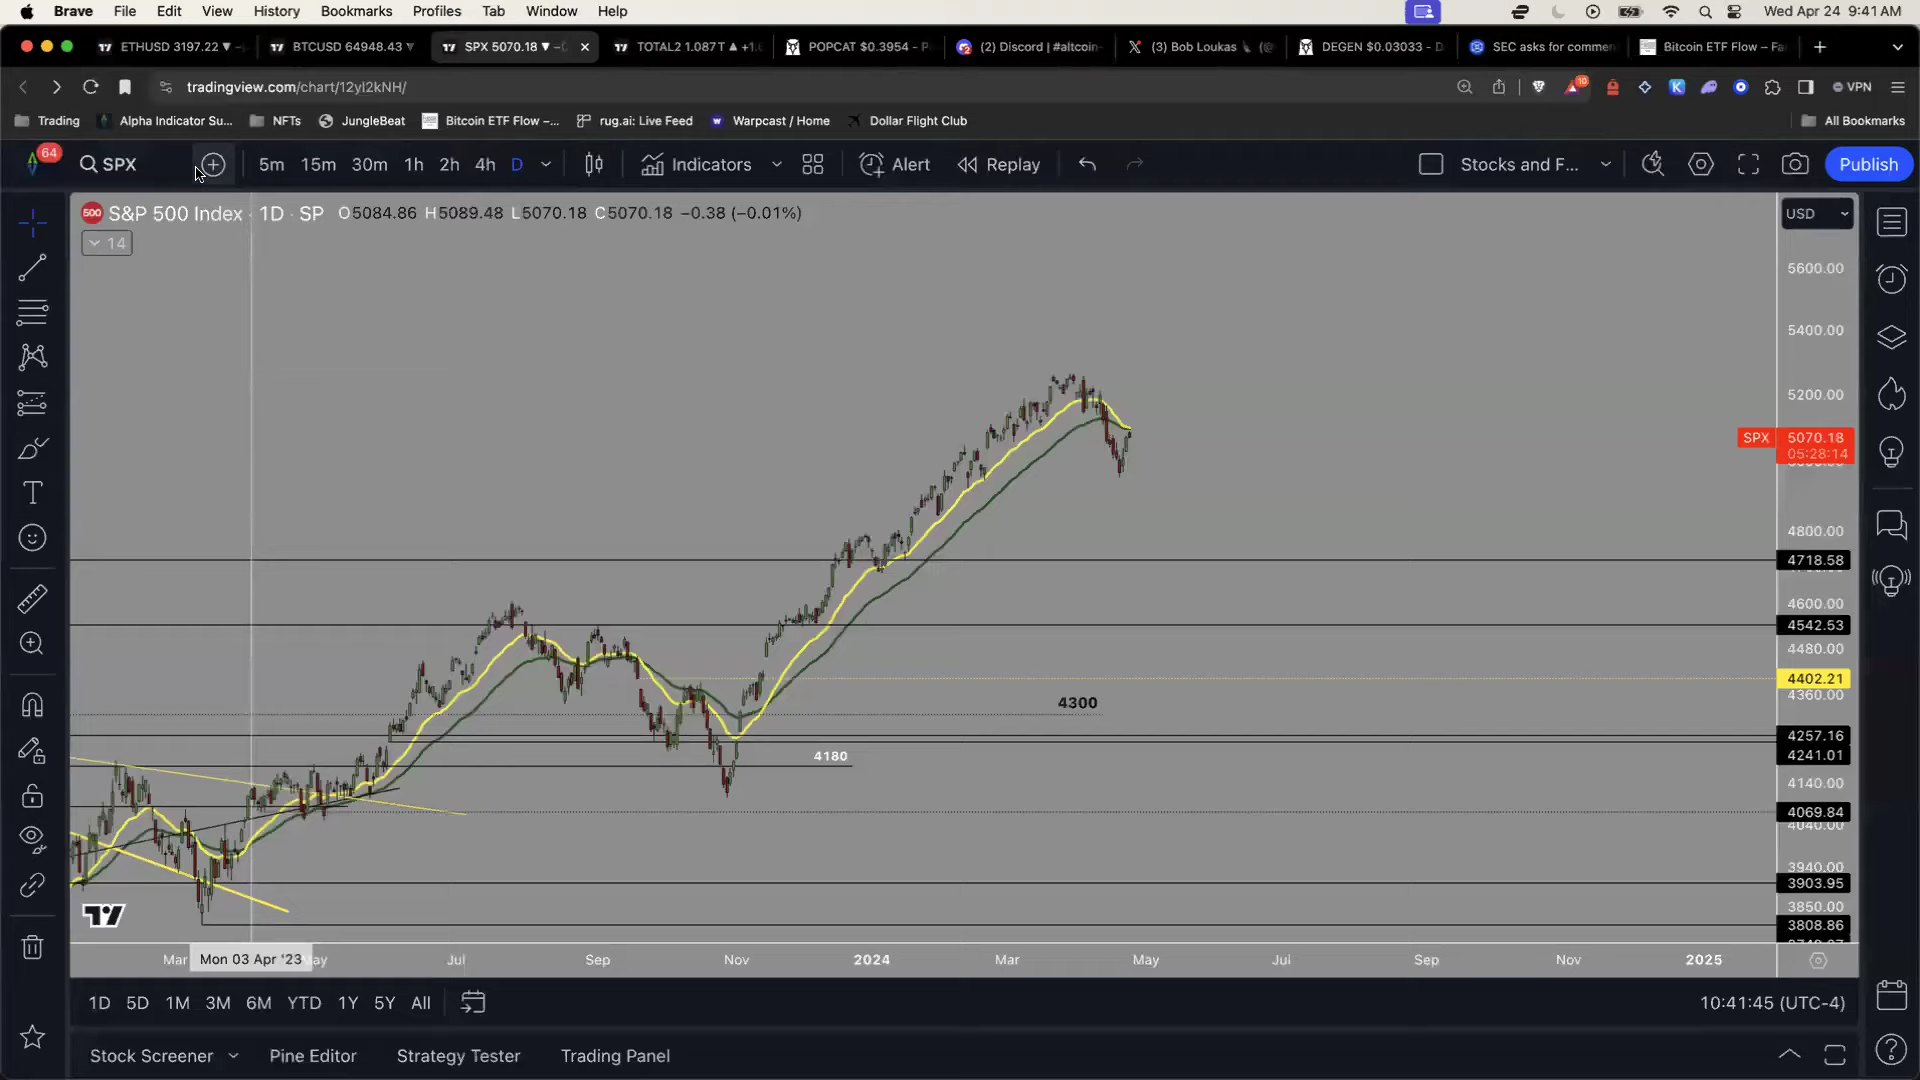 Brave File Edit View History Bookmarks Profiles Tab Window Help Wed Apr 24 9:41 AM
ETHUSD 3197.22 ▼ BTCUSD 64948.43 ▼ SPX 5070.18 ▼ TOTAL2 1.087T ▲ +1. POPCAT $0.3954 - P (2) Discord | #altcoin- (3) Bob Loukas (@ DEGEN $0.03033 - D SEC asks for commen Bitcoin ETF Flow – Fa
tradingview.com/chart/12yl2kNH/ 10 VPN
Trading Alpha Indicator Su... NFTs JungleBeat Bitcoin ETF Flow –... rug.ai: Live Feed Warpcast / Home Dollar Flight Club All Bookmarks
64 SPX 5m 15m 30m 1h 2h 4h D Indicators Alert Replay Stocks and F... Publish
500 S&P 500 Index · 1D · SP O5084.86 H5089.48 L5070.18 C5070.18 −0.38 (−0.01%) USD
14
5600.00
5400.00
5200.00
SPX 5070.18
05:28:14
4800.00
4718.58
4600.00
4542.53
4480.00
4402.21
4360.00
4300
4257.16
4241.01
4180
4140.00
4069.84
4040.00
3940.00
3903.95
3850.00
3808.86
Mar Mon 03 Apr '23 ay Jul Sep Nov 2024 Mar May Jul Sep Nov 2025
1D 5D 1M 3M 6M YTD 1Y 5Y All 10:41:45 (UTC-4)
Stock Screener Pine Editor Strategy Tester Trading Panel